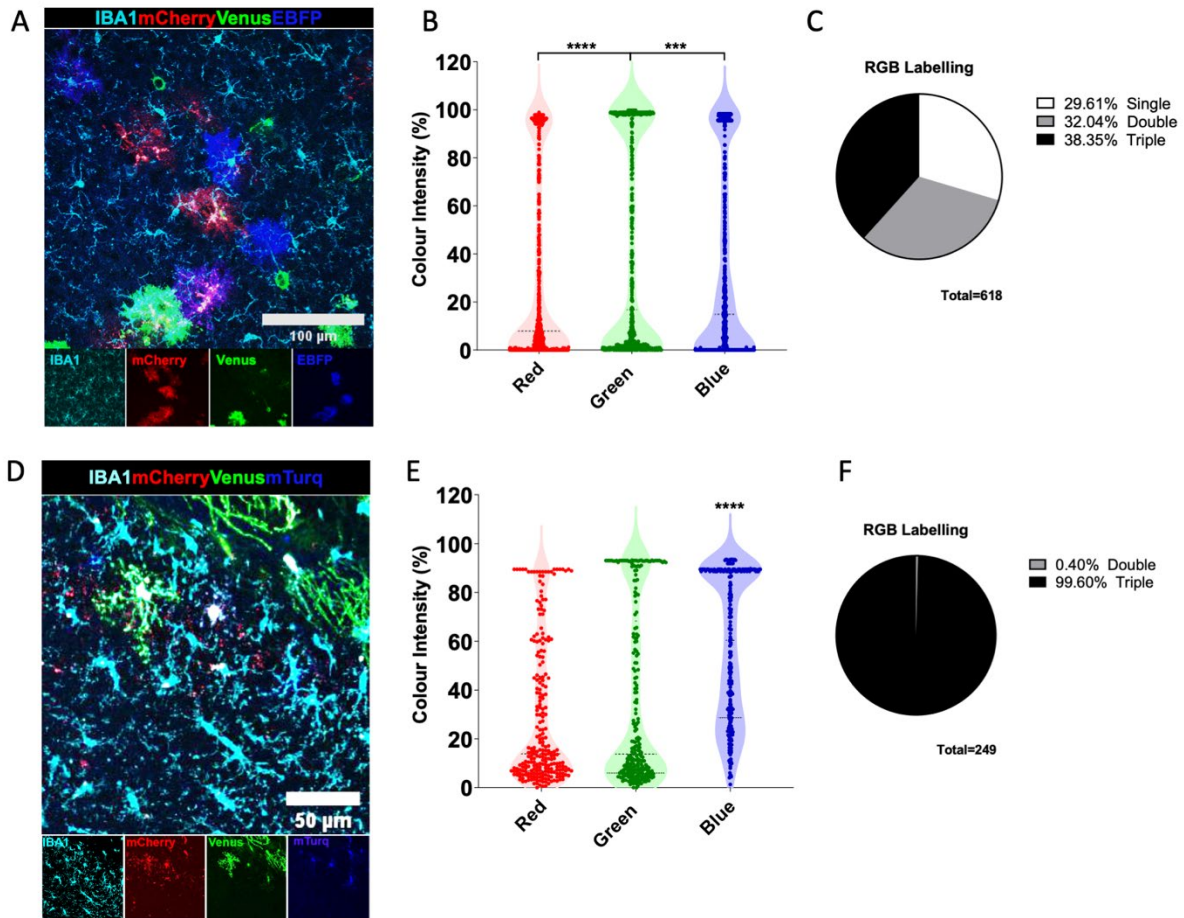 A
IBA1mCherryVenusEBFP
100 µm
IBA1
mCherry
Venus
EBFP
B
****
***
120
100
80
60
40
20
0
Colour Intensity (%)
Red
Green
Blue
C
RGB Labelling
29.61% Single
32.04% Double
38.35% Triple
Total=618
D
IBA1mCherryVenusmTurq
50 µm
IBA1
mCherry
Venus
mTurq
E
****
120
100
80
60
40
20
0
Colour Intensity (%)
Red
Green
Blue
F
RGB Labelling
0.40% Double
99.60% Triple
Total=249